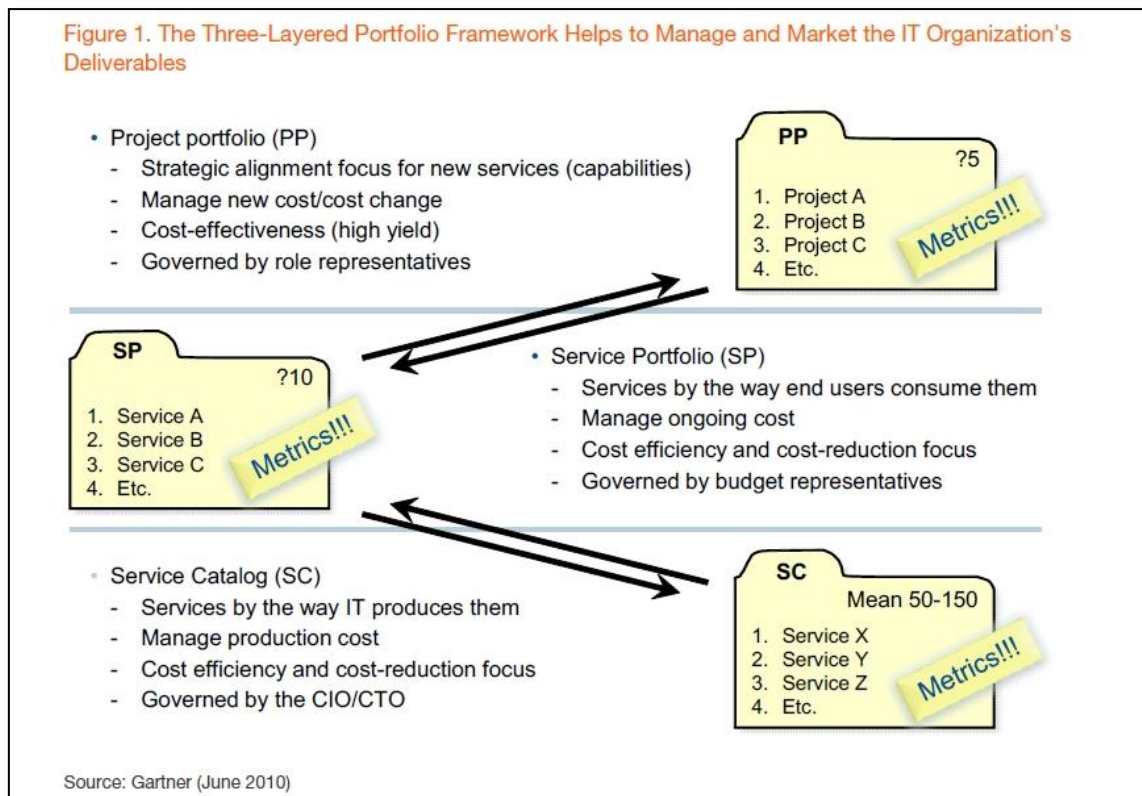 Figure 1. The Three-Layered Portfolio Framework Helps to Manage and Market the IT Organization's
Deliverables
• Project portfolio (PP)
- Strategic alignment focus for new services (capabilities)
- Manage new cost/cost change
- Cost-effectiveness (high yield)
- Governed by role representatives
PP
?5
1. Project A
2. Project B
3. Project C
4. Etc.
Metrics!!!
SP
?10
1. Service A
2. Service B
3. Service C
4. Etc.
Metrics!!!
• Service Portfolio (SP)
- Services by the way end users consume them
- Manage ongoing cost
- Cost efficiency and cost-reduction focus
- Governed by budget representatives
• Service Catalog (SC)
- Services by the way IT produces them
- Manage production cost
- Cost efficiency and cost-reduction focus
- Governed by the CIO/CTO
SC
Mean 50-150
1. Service X
2. Service Y
3. Service Z
4. Etc.
Metrics!!!
Source: Gartner (June 2010)